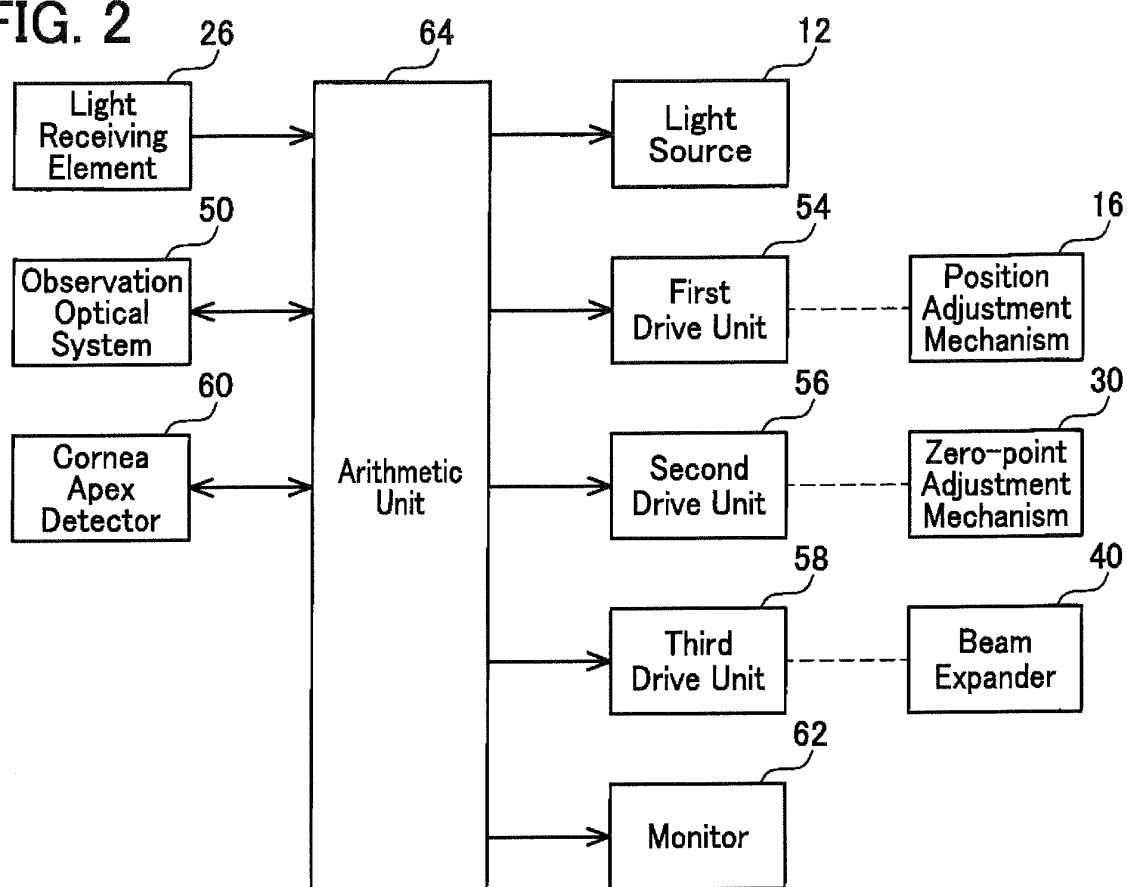 FIG. 2
26
64
12
Light
Receiving
Element
Light
Source
50
54
16
Observation
Optical
System
First
Drive Unit
Position
Adjustment
Mechanism
60
56
30
Cornea
Apex
Detector
Arithmetic
Unit
Second
Drive Unit
Zero-point
Adjustment
Mechanism
58
40
Third
Drive Unit
Beam
Expander
62
Monitor